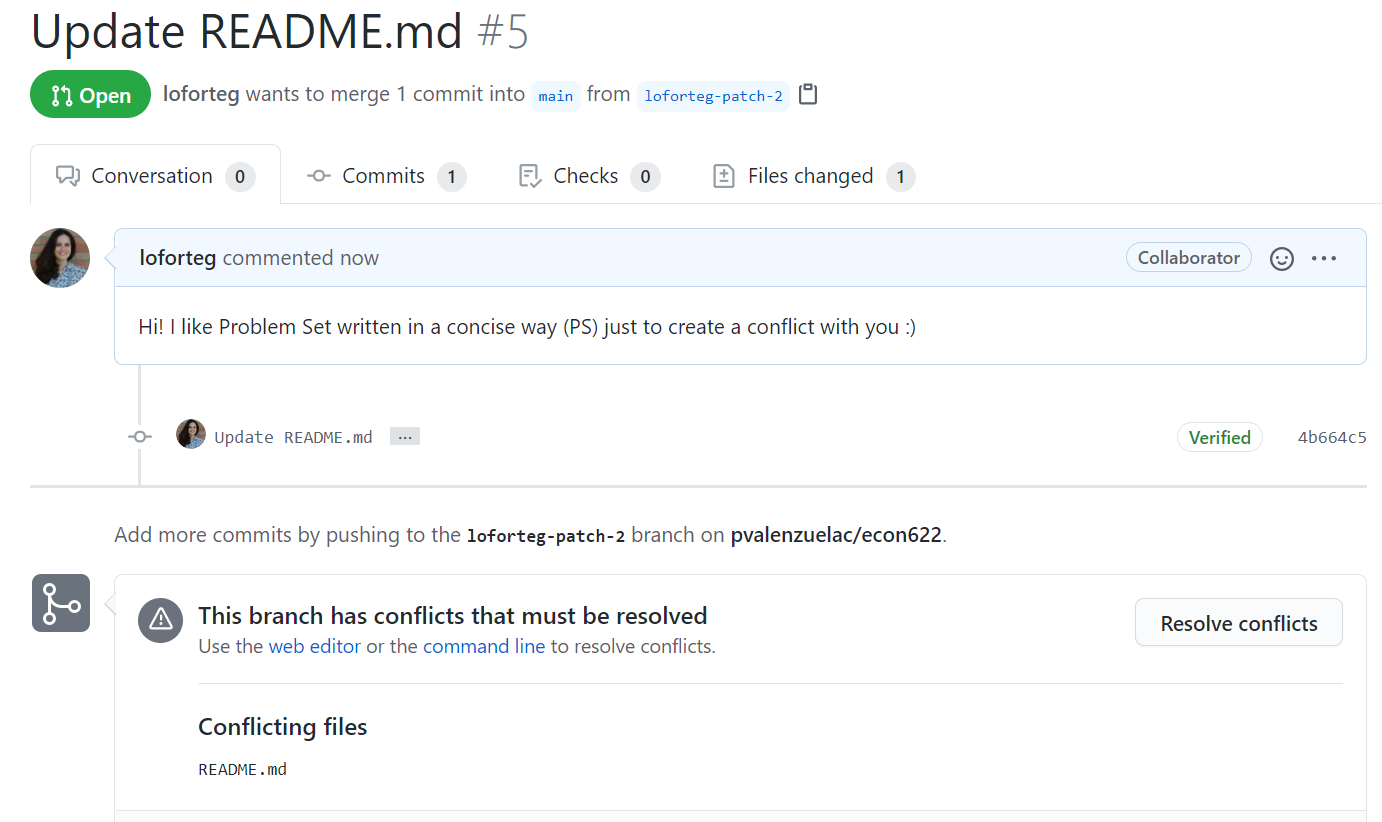 Update README.md #5
Open loforteg wants to merge 1 commit into main from loforteg-patch-2
Conversation 0 Commits 1 Checks 0 Files changed 1
loforteg commented now Collaborator
Hi! I like Problem Set written in a concise way (PS) just to create a conflict with you :)
Update README.md ... Verified 4b664c5
Add more commits by pushing to the loforteg-patch-2 branch on pvalenzuelac/econ622.
This branch has conflicts that must be resolved
Resolve conflicts
Use the web editor or the command line to resolve conflicts.
Conflicting files
README.md